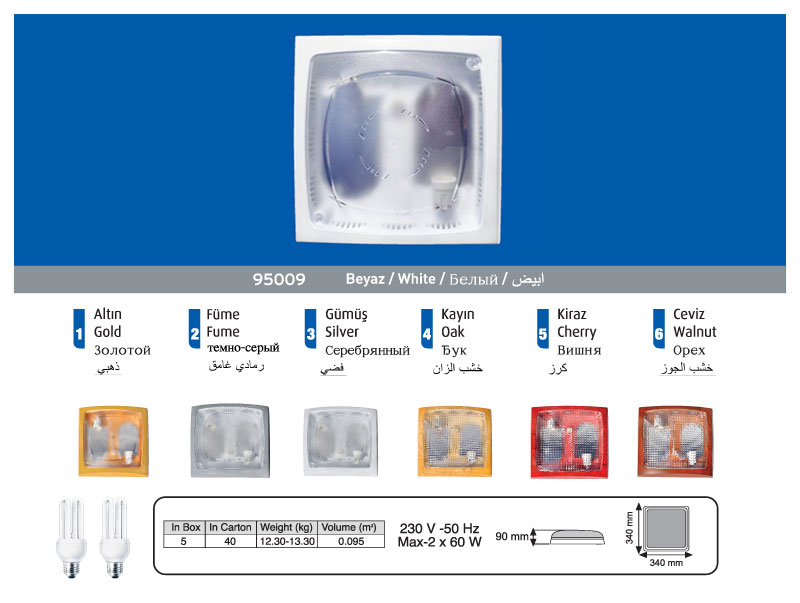 95009 Beyaz / White / Белый / ابيض
1 Altın
Gold
Золотой
ذهبي
2 Füme
Fume
темно-серый
رمادي غامق
3 Gümüş
Silver
Серебрянный
فضي
4 Kayın
Oak
Ђук
خشب الزان
5 Kiraz
Cherry
Вишня
كرز
6 Ceviz
Walnut
Орех
خشب الجوز
In Box In Carton Weight (kg) Volume (m³)
5 40 12.30-13.30 0.095
230 V -50 Hz
Max-2 x 60 W
90 mm
340 mm
340 mm